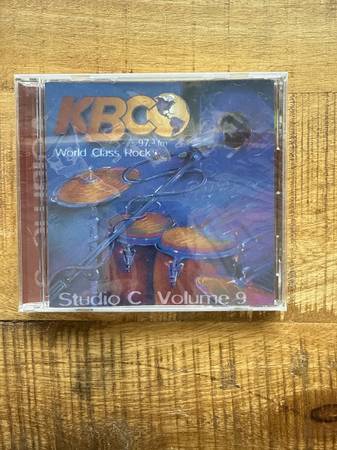 KBCO
97.3 fm
World Class Rock
Studio C Volume 9